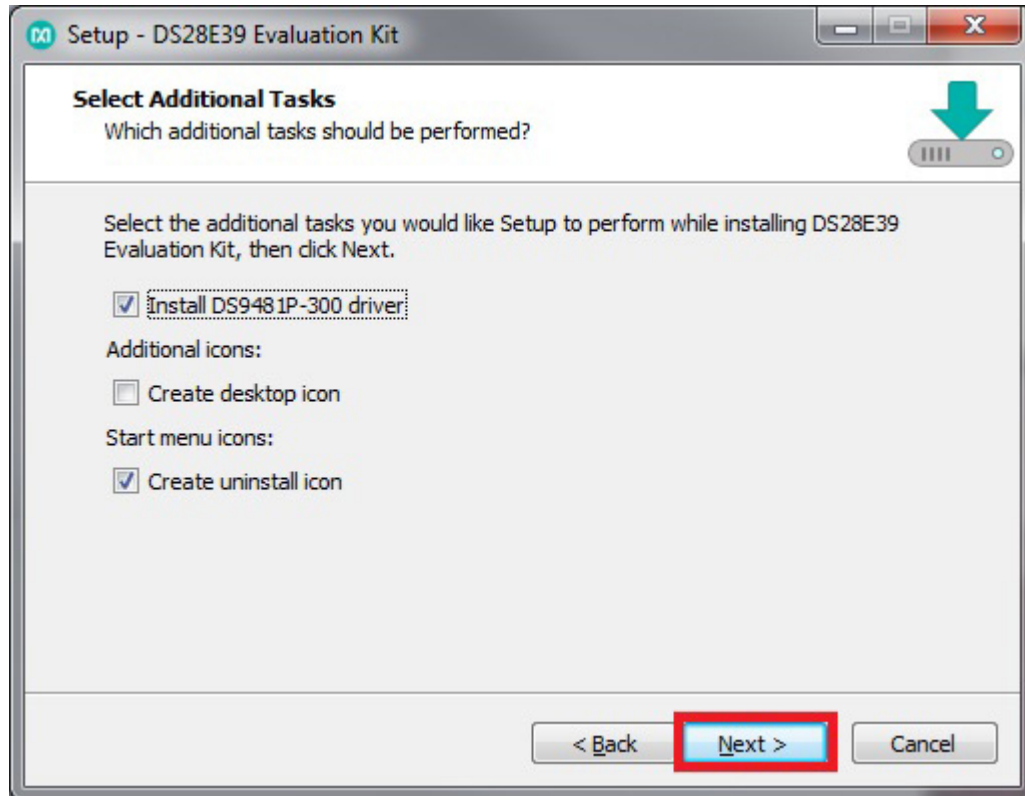 Setup - DS28E39 Evaluation Kit
Select Additional Tasks
Which additional tasks should be performed?
Select the additional tasks you would like Setup to perform while installing DS28E39
Evaluation Kit, then click Next.
Install DS9481P-300 driver
Additional icons:
Create desktop icon
Start menu icons:
Create uninstall icon
< Back Next > Cancel